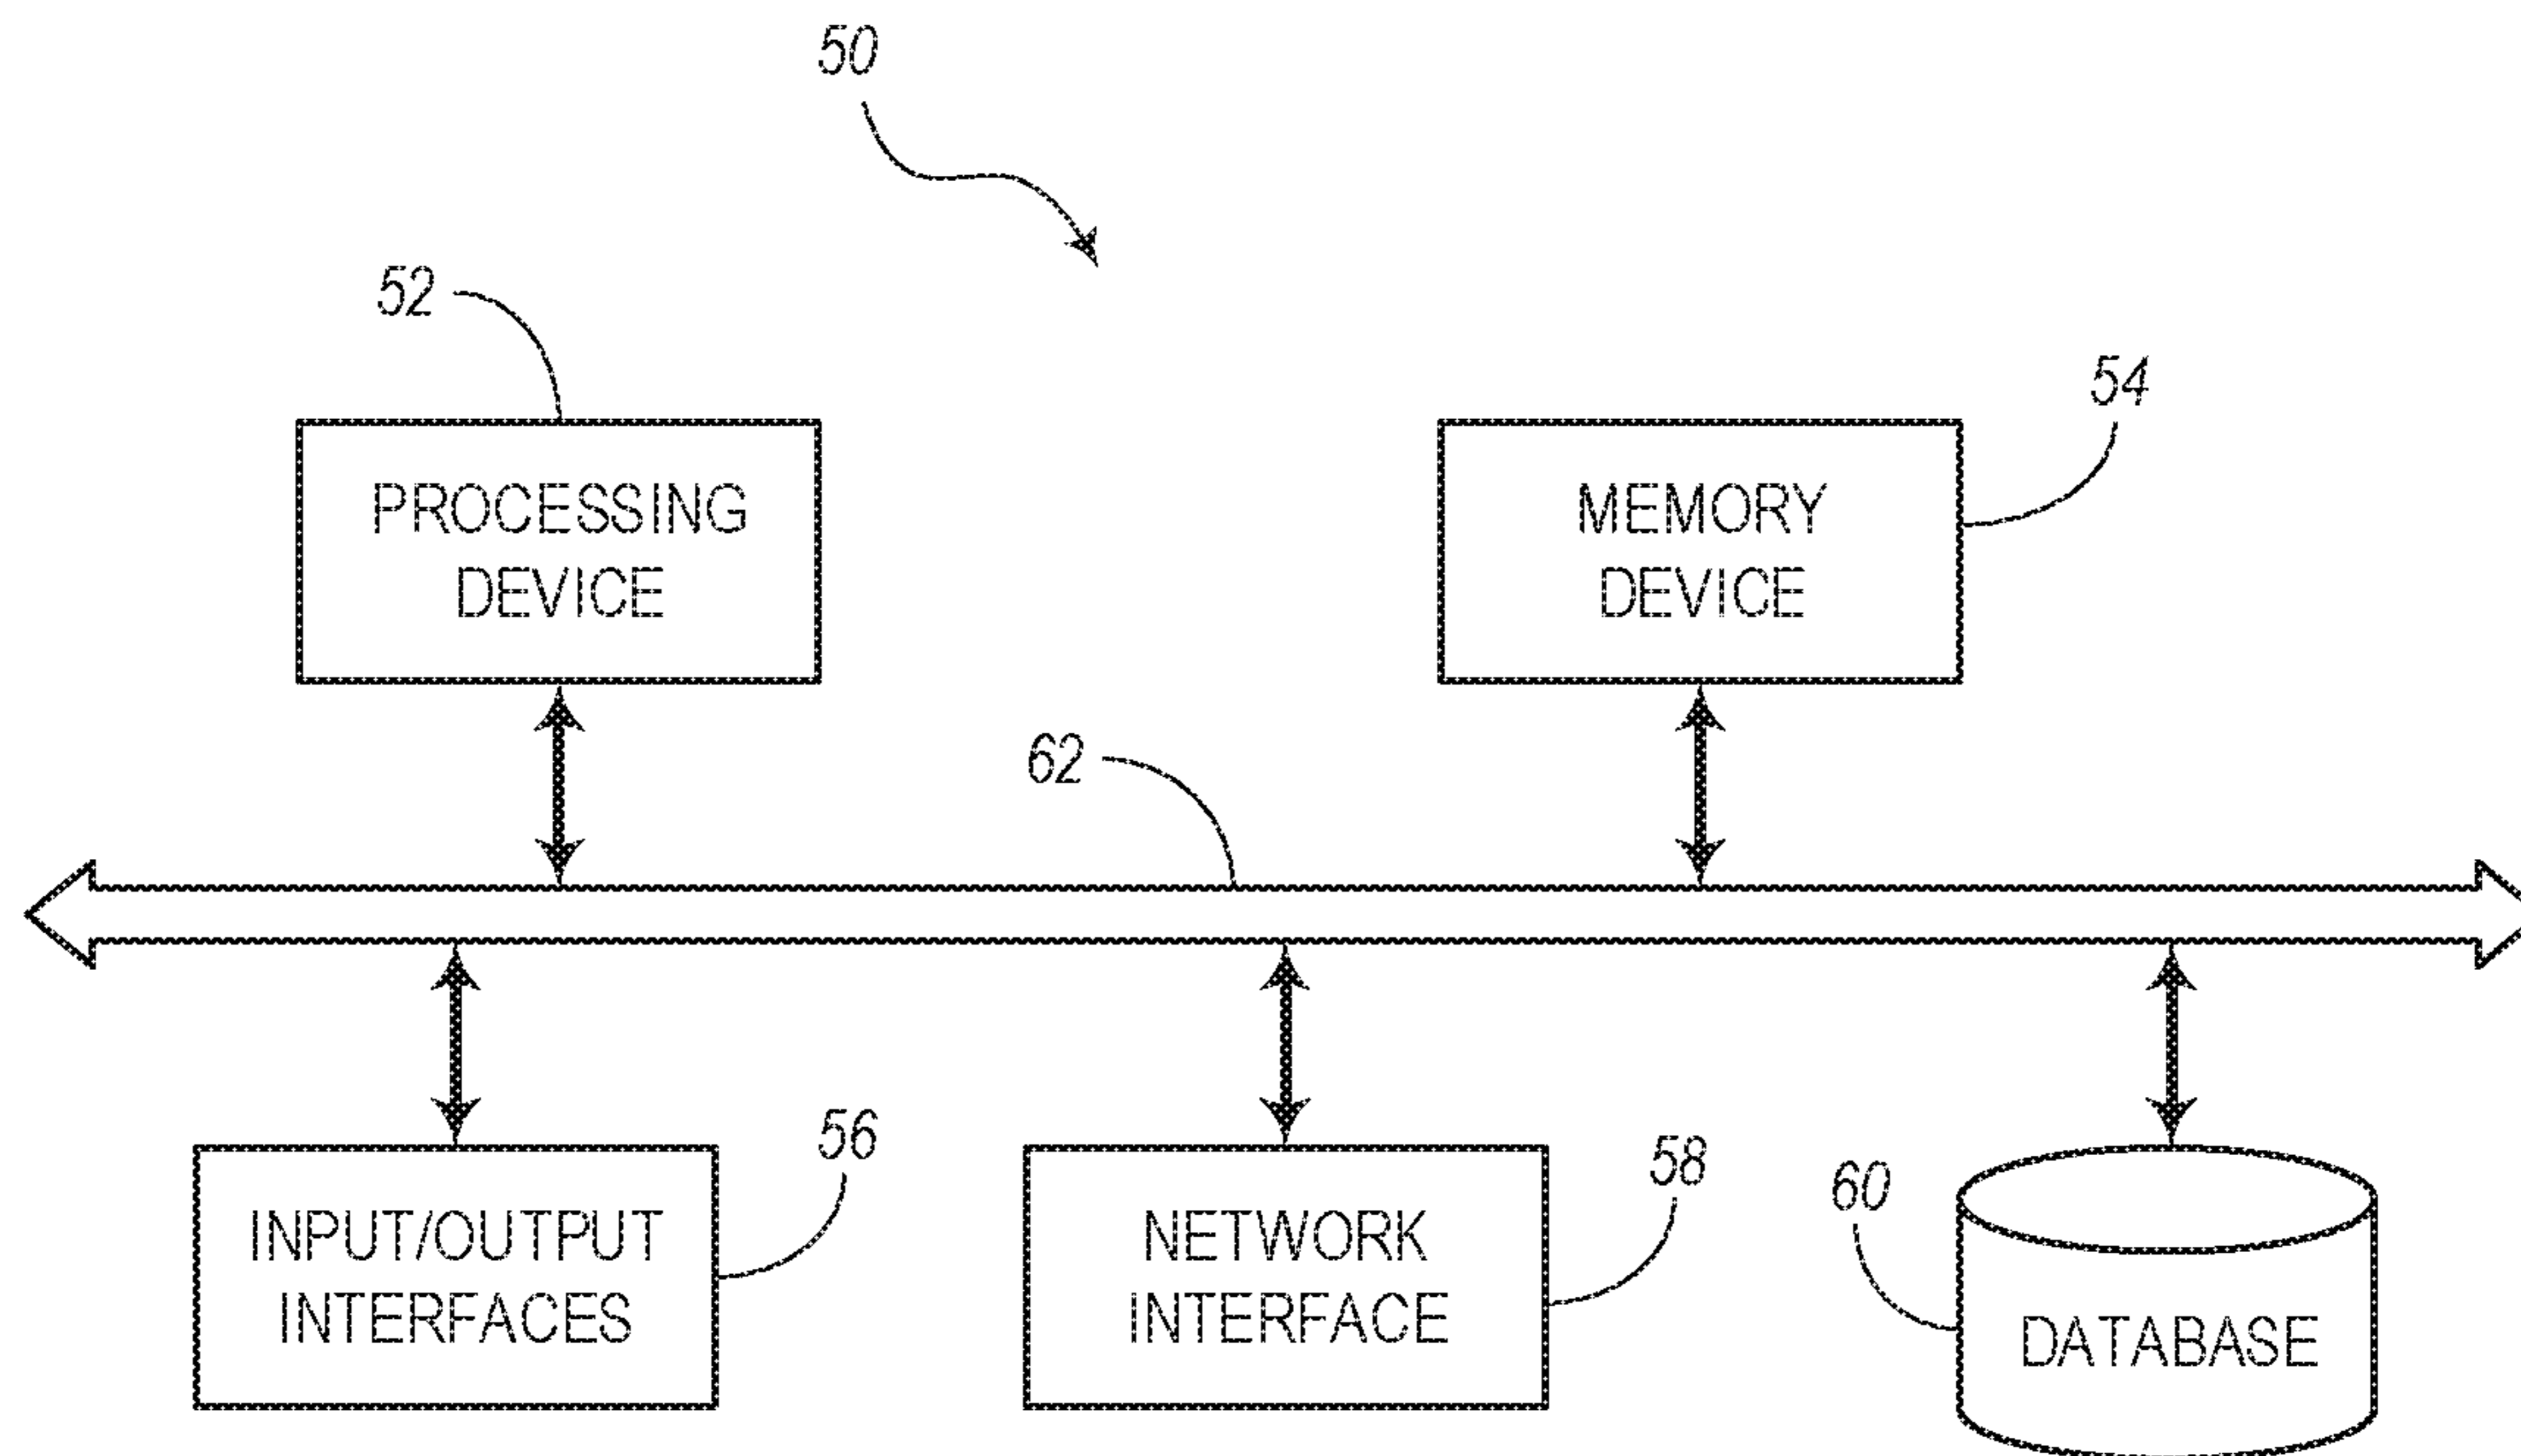 50
52
54
PROCESSING
DEVICE
MEMORY
DEVICE
62
56
58
60
INPUT/OUTPUT
INTERFACES
NETWORK
INTERFACE
DATABASE